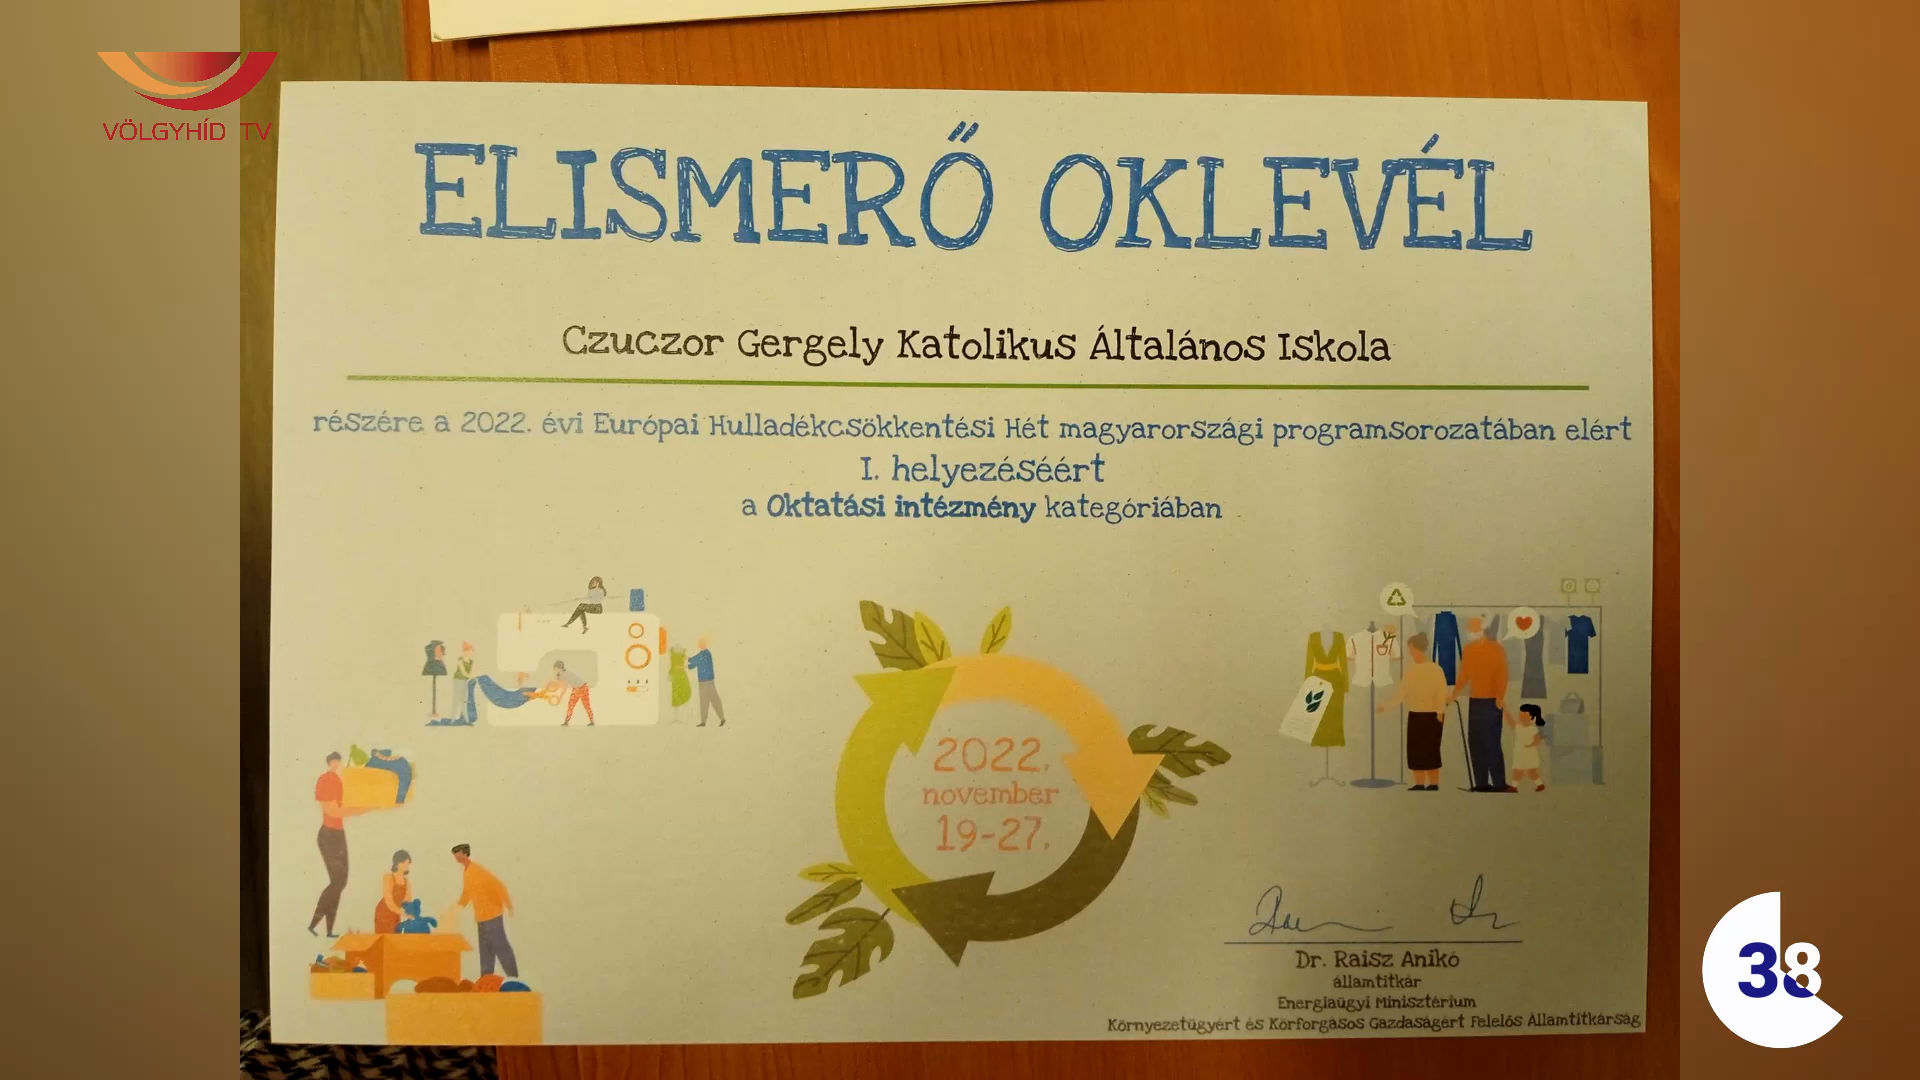 VÖLGYHÍD TV
ELISMERŐ OKLEVÉL
Czuczor Gergely Katolikus Általános Iskola
részére a 2022. évi Európai Hulladékcsökkentési Hét magyarországi programsorozatában elért
I. helyezéséért
a Oktatási intézmény kategóriában
2022.
november
19-27.
Dr. Raisz Anikó
államtitkár
Energiaügyi Minisztérium
Környezetügyért és Körforgásos Gazdaságért Felelős Államtitkárság
38